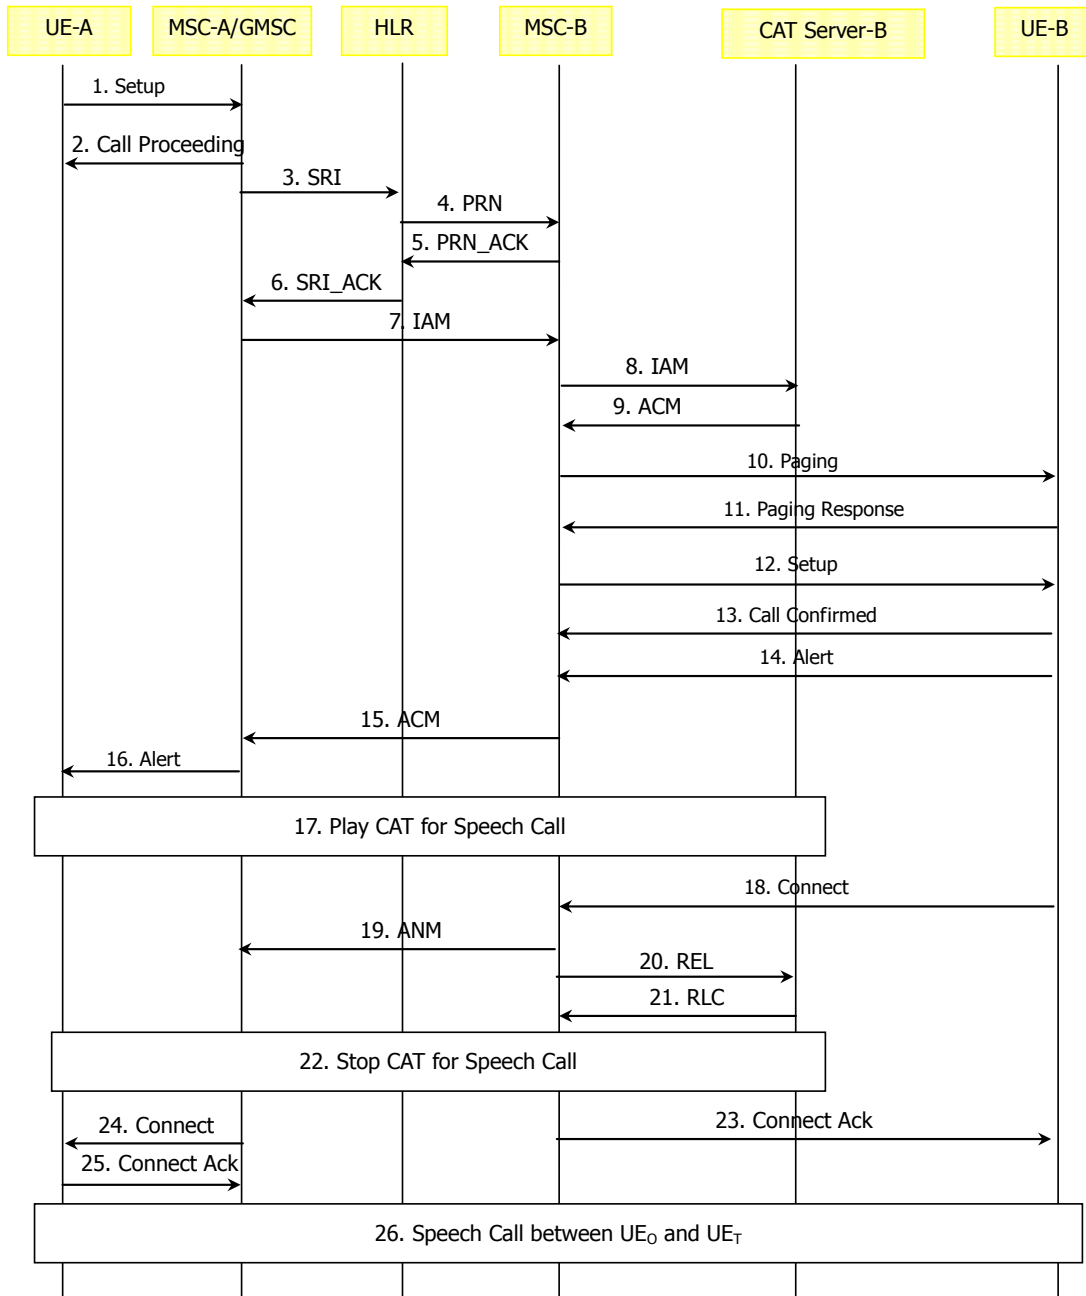 UE-A
MSC-A/GMSC
HLR
MSC-B
CAT Server-B
UE-B
1. Setup
2. Call Proceeding
3. SRI
4. PRN
5. PRN_ACK
6. SRI_ACK
7. IAM
8. IAM
9. ACM
10. Paging
11. Paging Response
12. Setup
13. Call Confirmed
14. Alert
15. ACM
16. Alert
17. Play CAT for Speech Call
18. Connect
19. ANM
20. REL
21. RLC
22. Stop CAT for Speech Call
24. Connect
23. Connect Ack
25. Connect Ack
26. Speech Call between UEO and UET